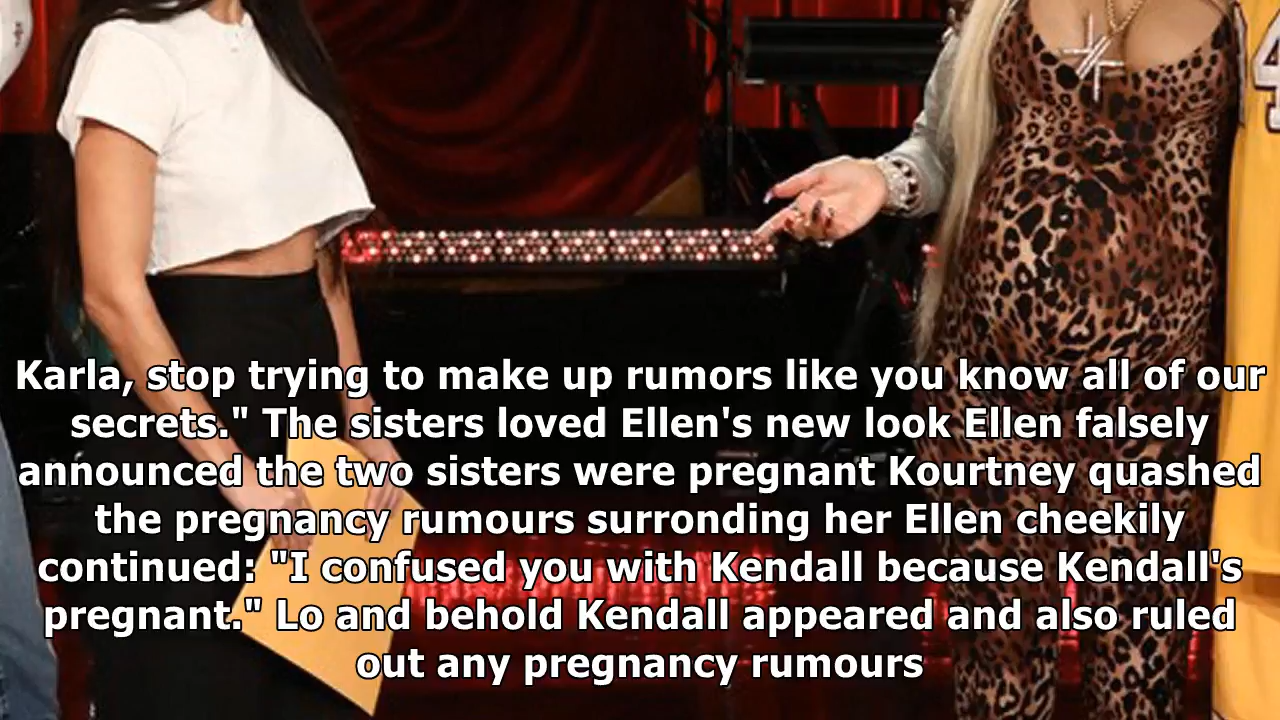 Karla, stop trying to make up rumors like you know all of our
secrets." The sisters loved Ellen's new look Ellen falsely
announced the two sisters were pregnant Kourtney quashed
the pregnancy rumours surronding her Ellen cheekily
continued: "I confused you with Kendall because Kendall's
pregnant." Lo and behold Kendall appeared and also ruled
out any pregnancy rumours